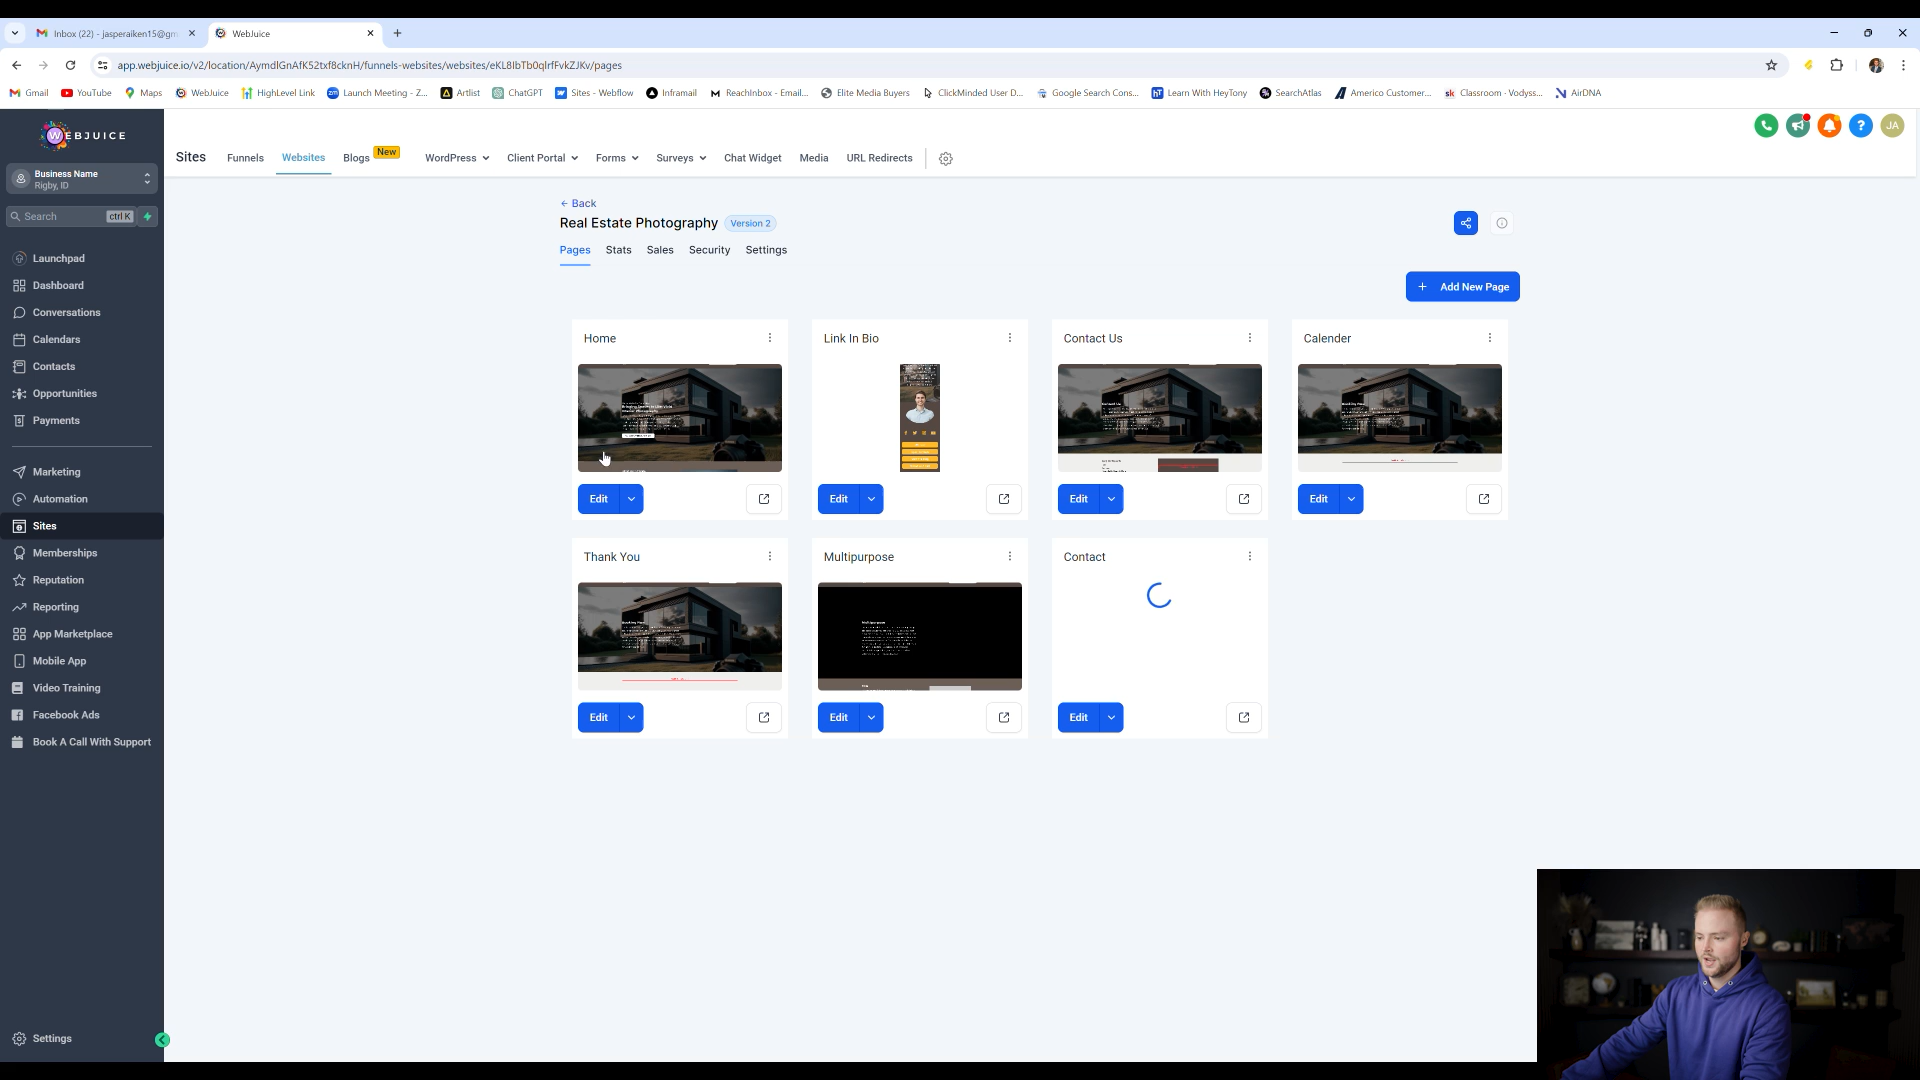 Inbox (22) - jasperaiken15@gm
WebJuice
app.webjuice.io/v2/location/AymdlGnAfK52txf8cknH/funnels-websites/websites/eKL8lbTb0qlrfFvkZJKv/pages
Gmail YouTube Maps WebJuice HighLevel Link Launch Meeting - Z... Artlist ChatGPT Sites - Webflow Inframail ReachInbox - Email... Elite Media Buyers ClickMinded User D... Google Search Cons... Learn With HeyTony SearchAtlas Americo Customer... Classroom - Vodyss... AirDNA
WEBJUICE
JA
Sites Funnels Websites Blogs New WordPress Client Portal Forms Surveys Chat Widget Media URL Redirects
Business Name
Rigby, ID
Search ctrl K
Launchpad
Dashboard
Conversations
Calendars
Contacts
Opportunities
Payments
Marketing
Automation
Sites
Memberships
Reputation
Reporting
App Marketplace
Mobile App
Video Training
Facebook Ads
Book A Call With Support
Settings
← Back
Real Estate Photography Version 2
Pages Stats Sales Security Settings
+ Add New Page
Home
Link In Bio
Contact Us
Calender
Edit
Edit
Edit
Edit
Thank You
Multipurpose
Contact
Multipurpose
Edit
Edit
Edit